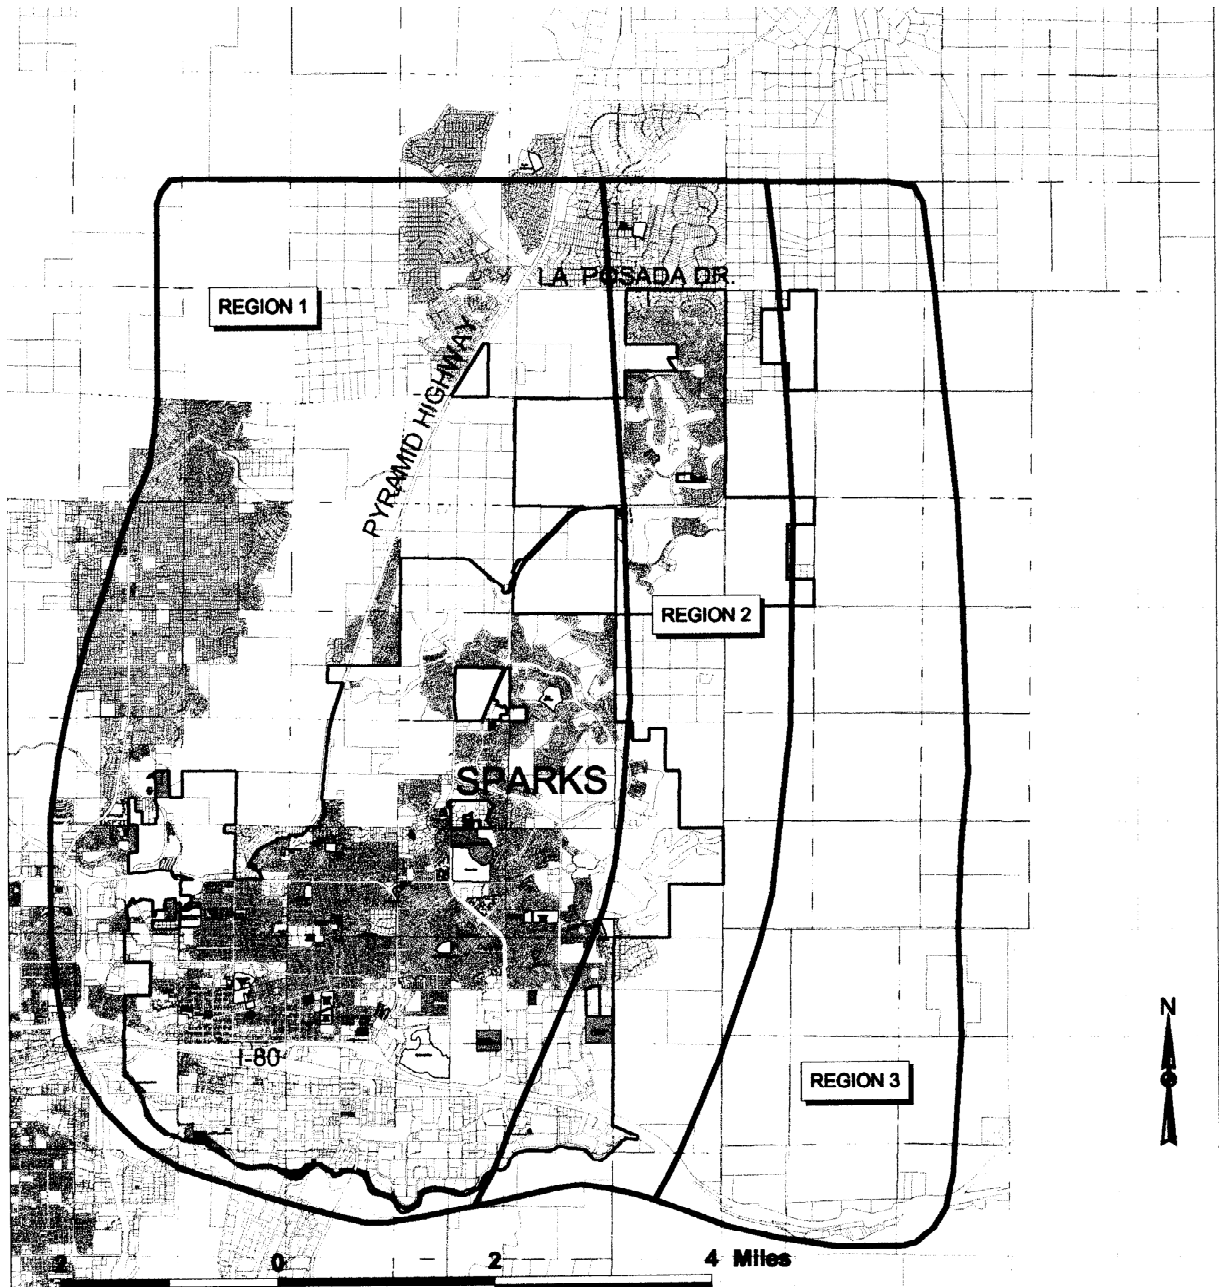 LA POSADA DR.
REGION 1
PYRAMID HIGHWAY
REGION 2
SPARKS
N
I-80
REGION 3
2 0 2 4 Miles